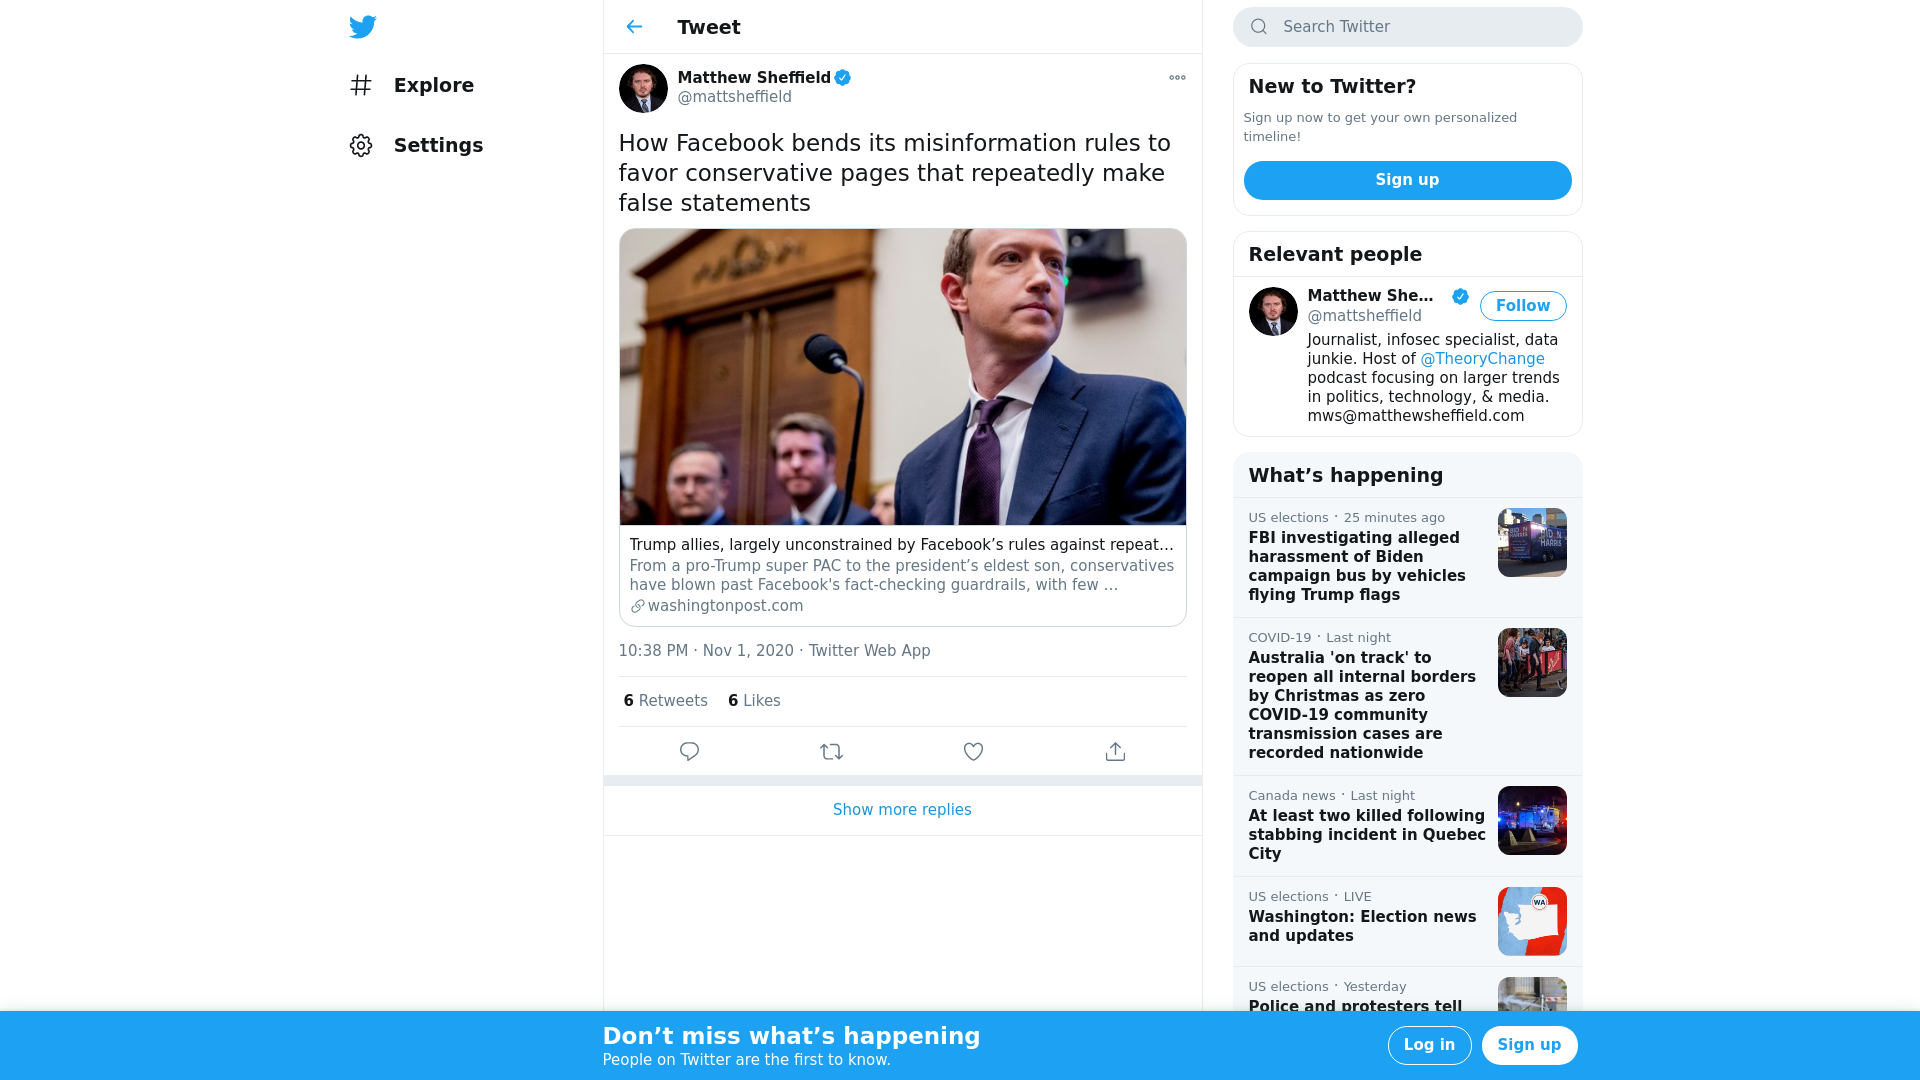 Explore
Settings
Tweet
Matthew Sheffield
@mattsheffield
How Facebook bends its misinformation rules to
favor conservative pages that repeatedly make
false statements
Trump allies, largely unconstrained by Facebook’s rules against repeat…
From a pro-Trump super PAC to the president’s eldest son, conservatives
have blown past Facebook's fact-checking guardrails, with few …
washingtonpost.com
10:38 PM · Nov 1, 2020 · Twitter Web App
6 Retweets 6 Likes
Show more replies
Search Twitter
New to Twitter?
Sign up now to get your own personalized
timeline!
Sign up
Relevant people
Matthew She…
@mattsheffield
Follow
Journalist, infosec specialist, data
junkie. Host of @TheoryChange
podcast focusing on larger trends
in politics, technology, & media.
mws@matthewsheffield.com
What’s happening
US elections · 25 minutes ago
FBI investigating alleged
harassment of Biden
campaign bus by vehicles
flying Trump flags
BIDEN
HARRIS
COVID-19 · Last night
Australia 'on track' to
reopen all internal borders
by Christmas as zero
COVID-19 community
transmission cases are
recorded nationwide
Canada news · Last night
At least two killed following
stabbing incident in Quebec
City
US elections · LIVE
Washington: Election news
and updates
WA
US elections · Yesterday
Police and protesters tell
Don’t miss what’s happening
People on Twitter are the first to know.
Log in
Sign up